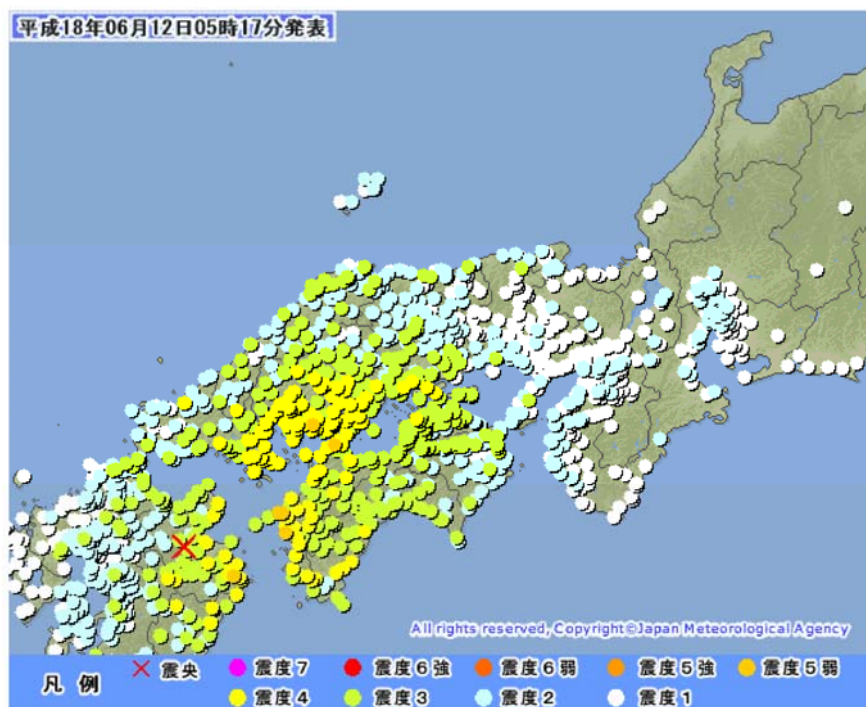 平成18年06月12日05時17分発表
All rights reserved, Copyright©Japan Meteorological Agency
凡 例 震央 震度7 震度6強 震度6弱 震度5強 震度5弱
震度4 震度3 震度2 震度1